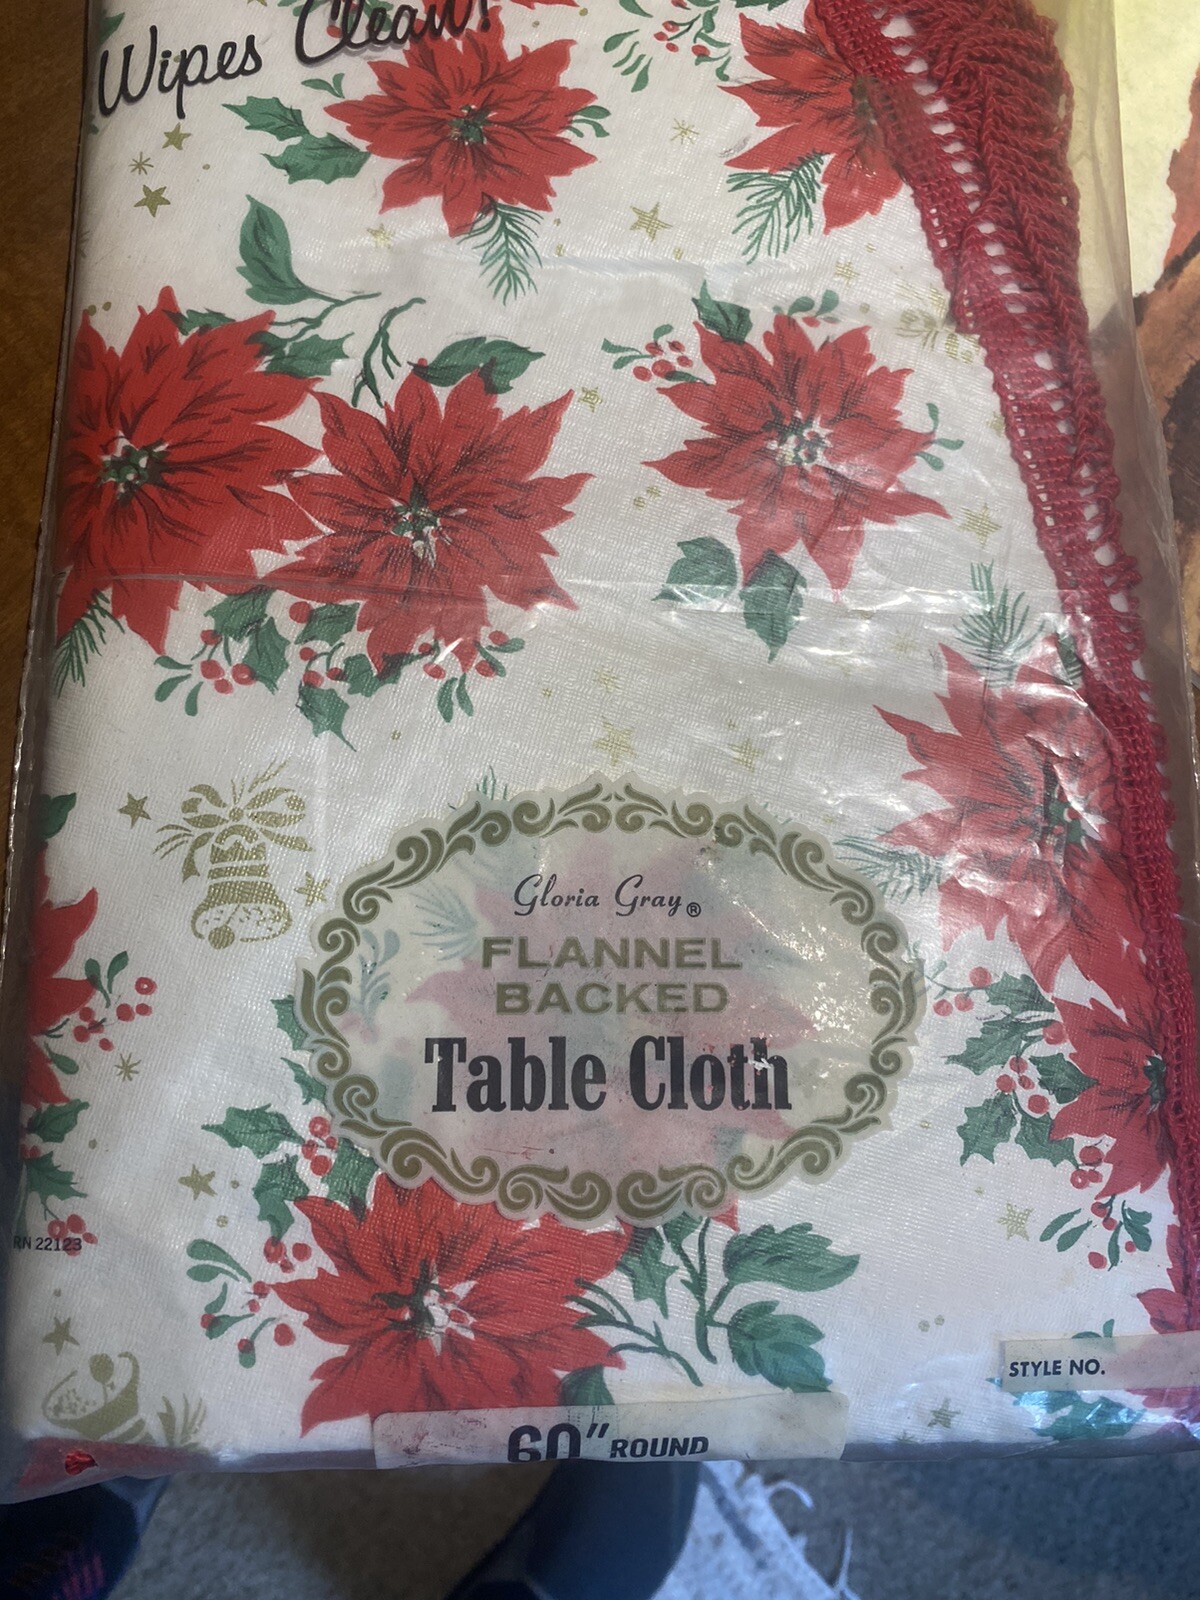 Wipes Clean!
Gloria Gray®
FLANNEL
BACKED
Table Cloth
RN 22123
STYLE NO.
60" ROUND